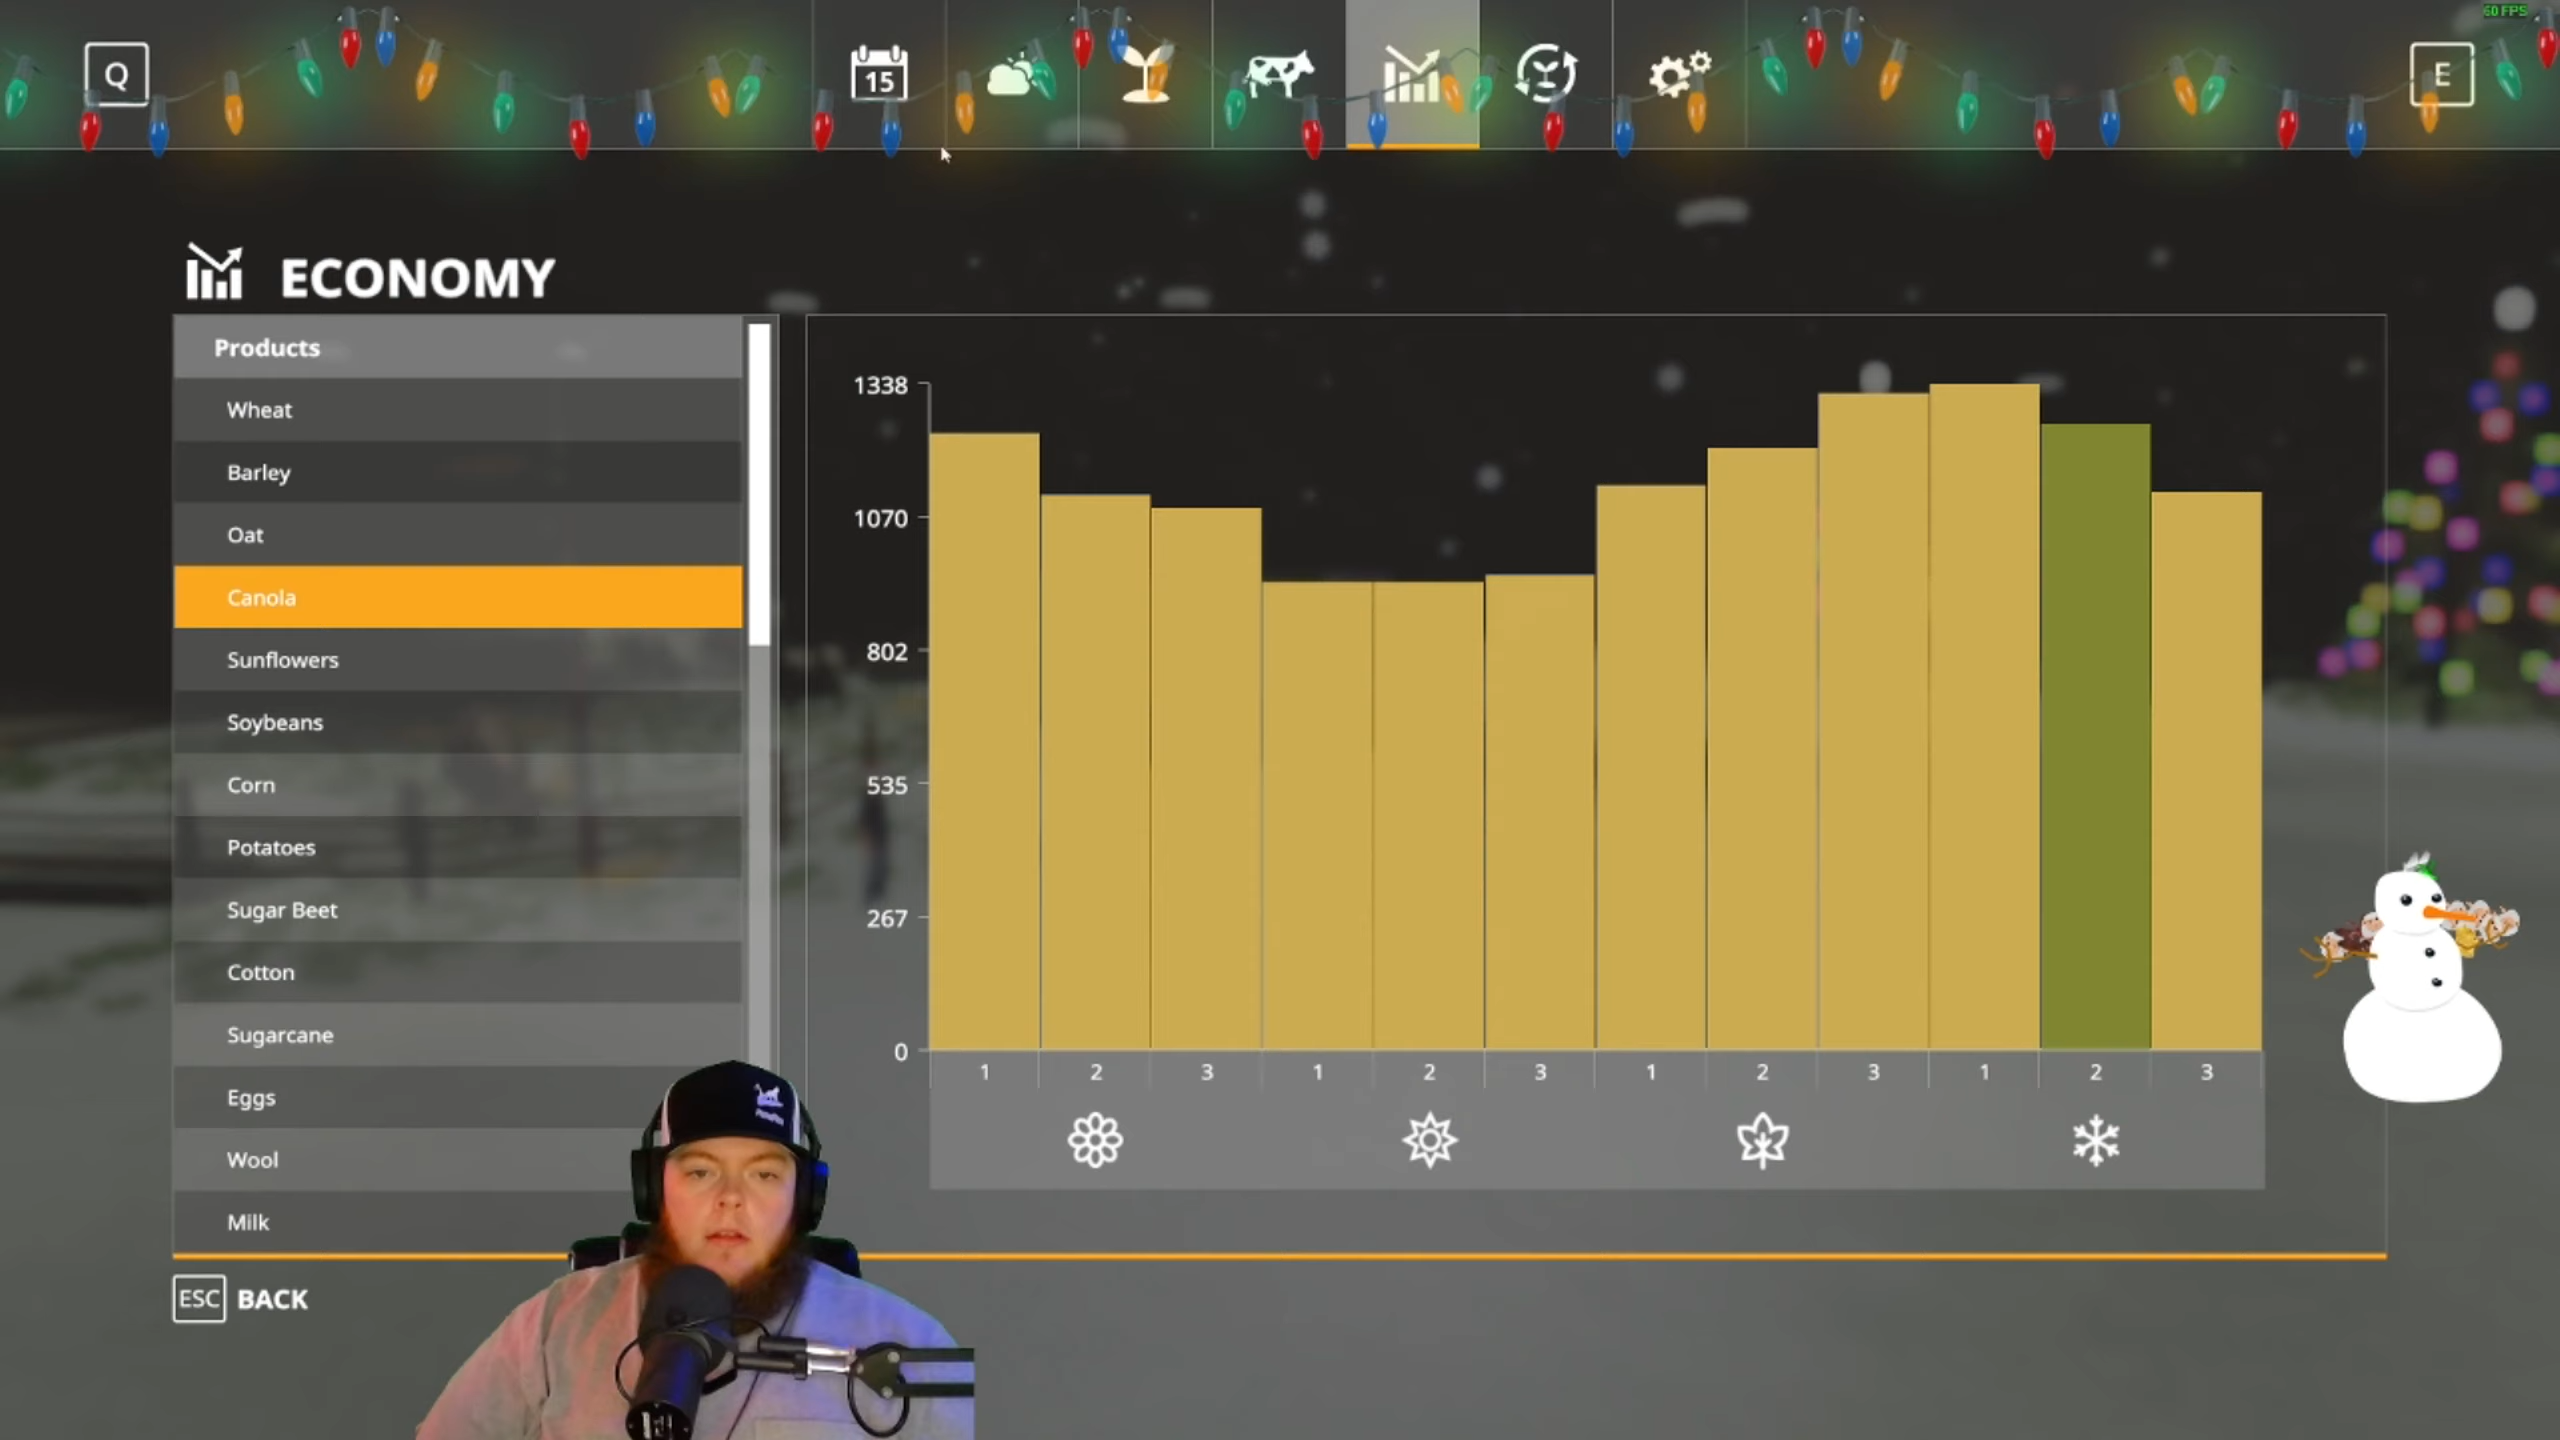 60 FPS
Q
15
E
ECONOMY
Products
Wheat
Barley
Oat
Canola
Sunflowers
Soybeans
Corn
Potatoes
Sugar Beet
Cotton
Sugarcane
Eggs
Wool
Milk
1338
1070
802
535
267
0
1 2 3 1 2 3 1 2 3 1 2 3
ESC BACK